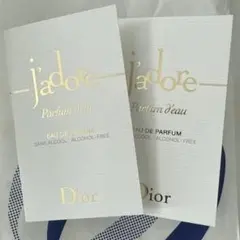 j'adore
Parfum d'eau
EAU DE PARFUM
SANS ALCOOL · ALCOHOL-FREE
Dior
j'adore
Parfum d'eau
EAU DE PARFUM
SANS ALCOOL · ALCOHOL-FREE
Dior